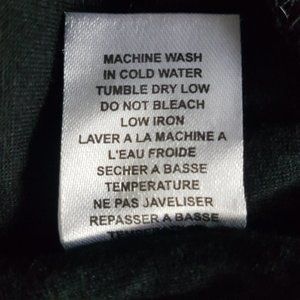 MACHINE WASH
IN COLD WATER
TUMBLE DRY LOW
DO NOT BLEACH
LOW IRON
LAVER A LA MACHINE A
L'EAU FROIDE
SECHER A BASSE
TEMPERATURE
NE PAS JAVELISER
REPASSER A BASSE